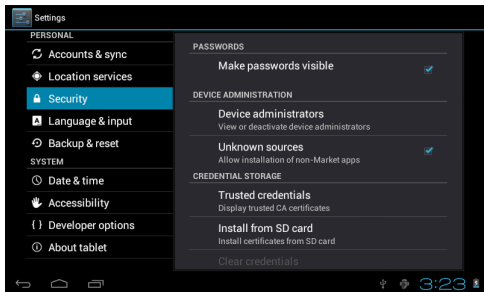 Settings
PERSONAL
Accounts & sync
Location services
Security
Language & input
Backup & reset
SYSTEM
Date & time
Accessibility
Developer options
About tablet
PASSWORDS
Make passwords visible
DEVICE ADMINISTRATION
Device administrators
View or deactivate device administrators
Unknown sources
Allow installation of non-Market apps
CREDENTIAL STORAGE
Trusted credentials
Display trusted CA certificates
Install from SD card
Install certificates from SD card
Clear credentials
3:23